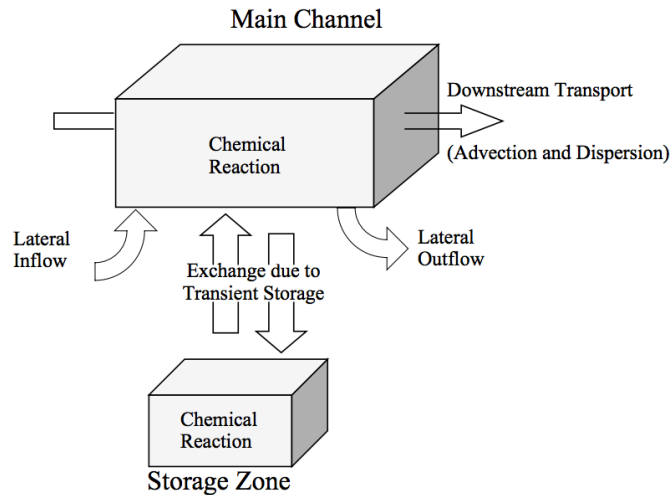 Main Channel
Downstream Transport
(Advection and Dispersion)
Chemical
Reaction
Lateral
Inflow
Lateral
Outflow
Exchange due to
Transient Storage
Chemical
Reaction
Storage Zone